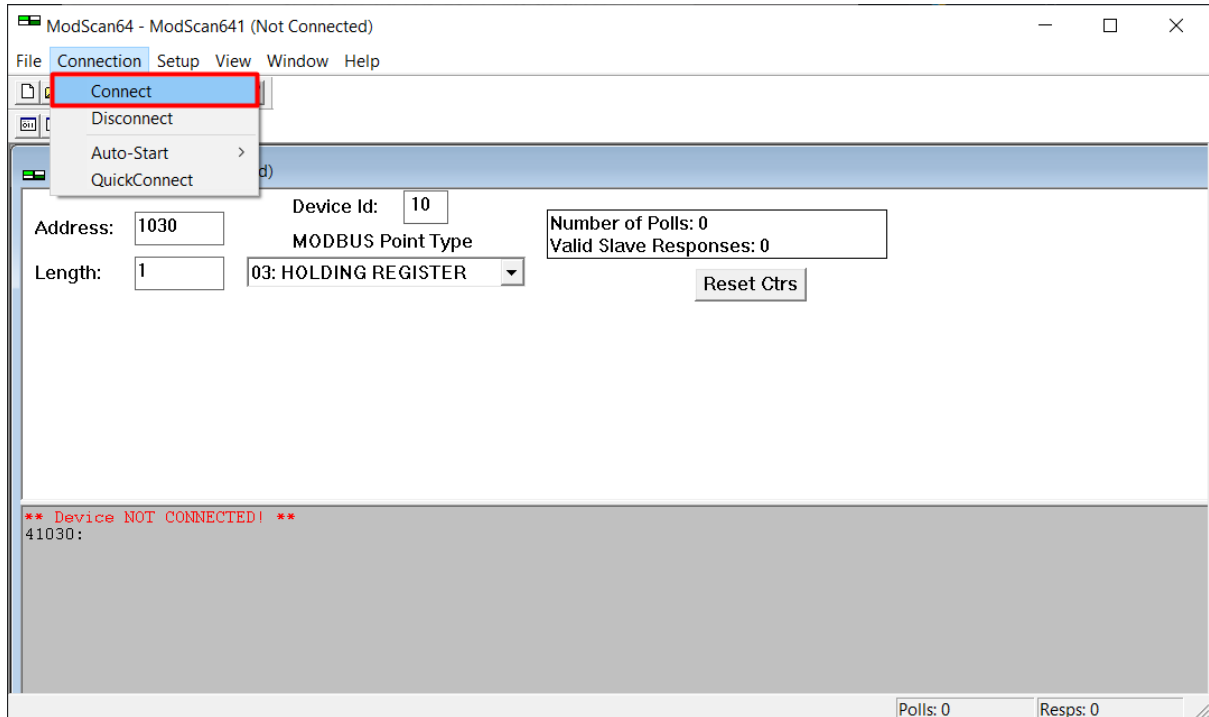 ModScan64 - ModScan641 (Not Connected)
File Connection Setup View Window Help
Connect
Disconnect
Auto-Start
QuickConnect
d)
Address: 1030
Device Id: 10
MODBUS Point Type
Length: 1
03: HOLDING REGISTER
Number of Polls: 0
Valid Slave Responses: 0
Reset Ctrs
** Device NOT CONNECTED! **
41030:
Polls: 0 Resps: 0